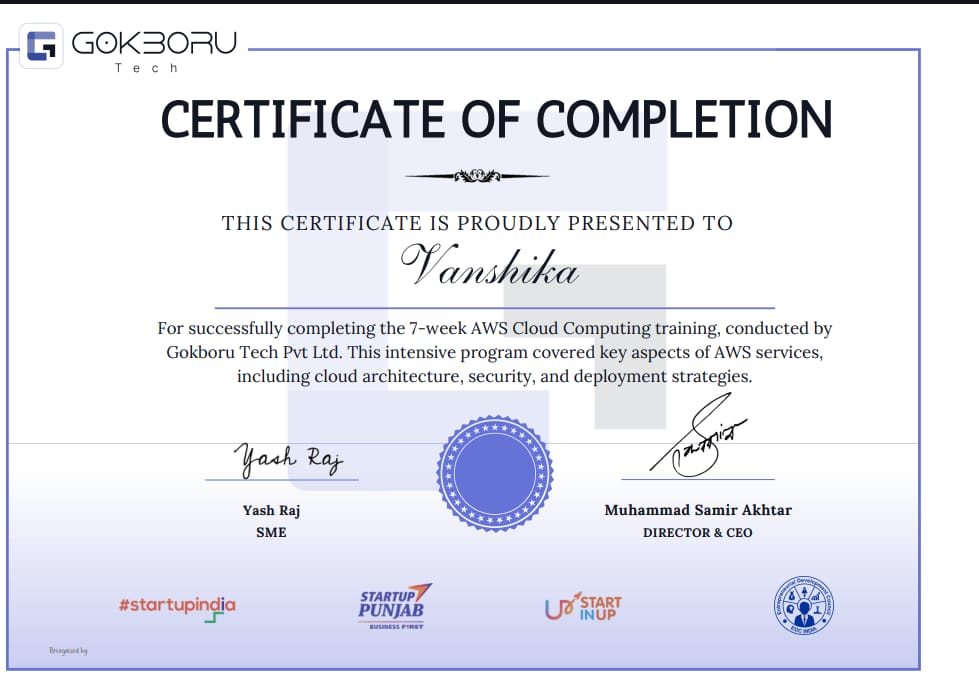 GOKBORU
Tech
CERTIFICATE OF COMPLETION
THIS CERTIFICATE IS PROUDLY PRESENTED TO
Vanshika
For successfully completing the 7-week AWS Cloud Computing training, conducted by
Gokboru Tech Pvt Ltd. This intensive program covered key aspects of AWS services,
including cloud architecture, security, and deployment strategies.
Yash Raj
Yash Raj
SME
Muhammad Samir Akhtar
DIRECTOR & CEO
#startupindia
STARTUP
PUNJAB
BUSINESS FIRST
UP START
IN UP
Entrepreneurial Development Council
EDC INDIA
Recognised by